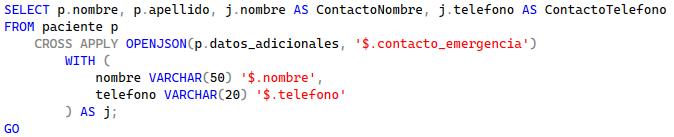 SELECT p.nombre, p.apellido, j.nombre AS ContactoNombre, j.telefono AS ContactoTelefono
FROM paciente p
    CROSS APPLY OPENJSON(p.datos_adicionales, '$.contacto_emergencia')
        WITH (
            nombre VARCHAR(50) '$.nombre',
            telefono VARCHAR(20) '$.telefono'
        ) AS j;
GO